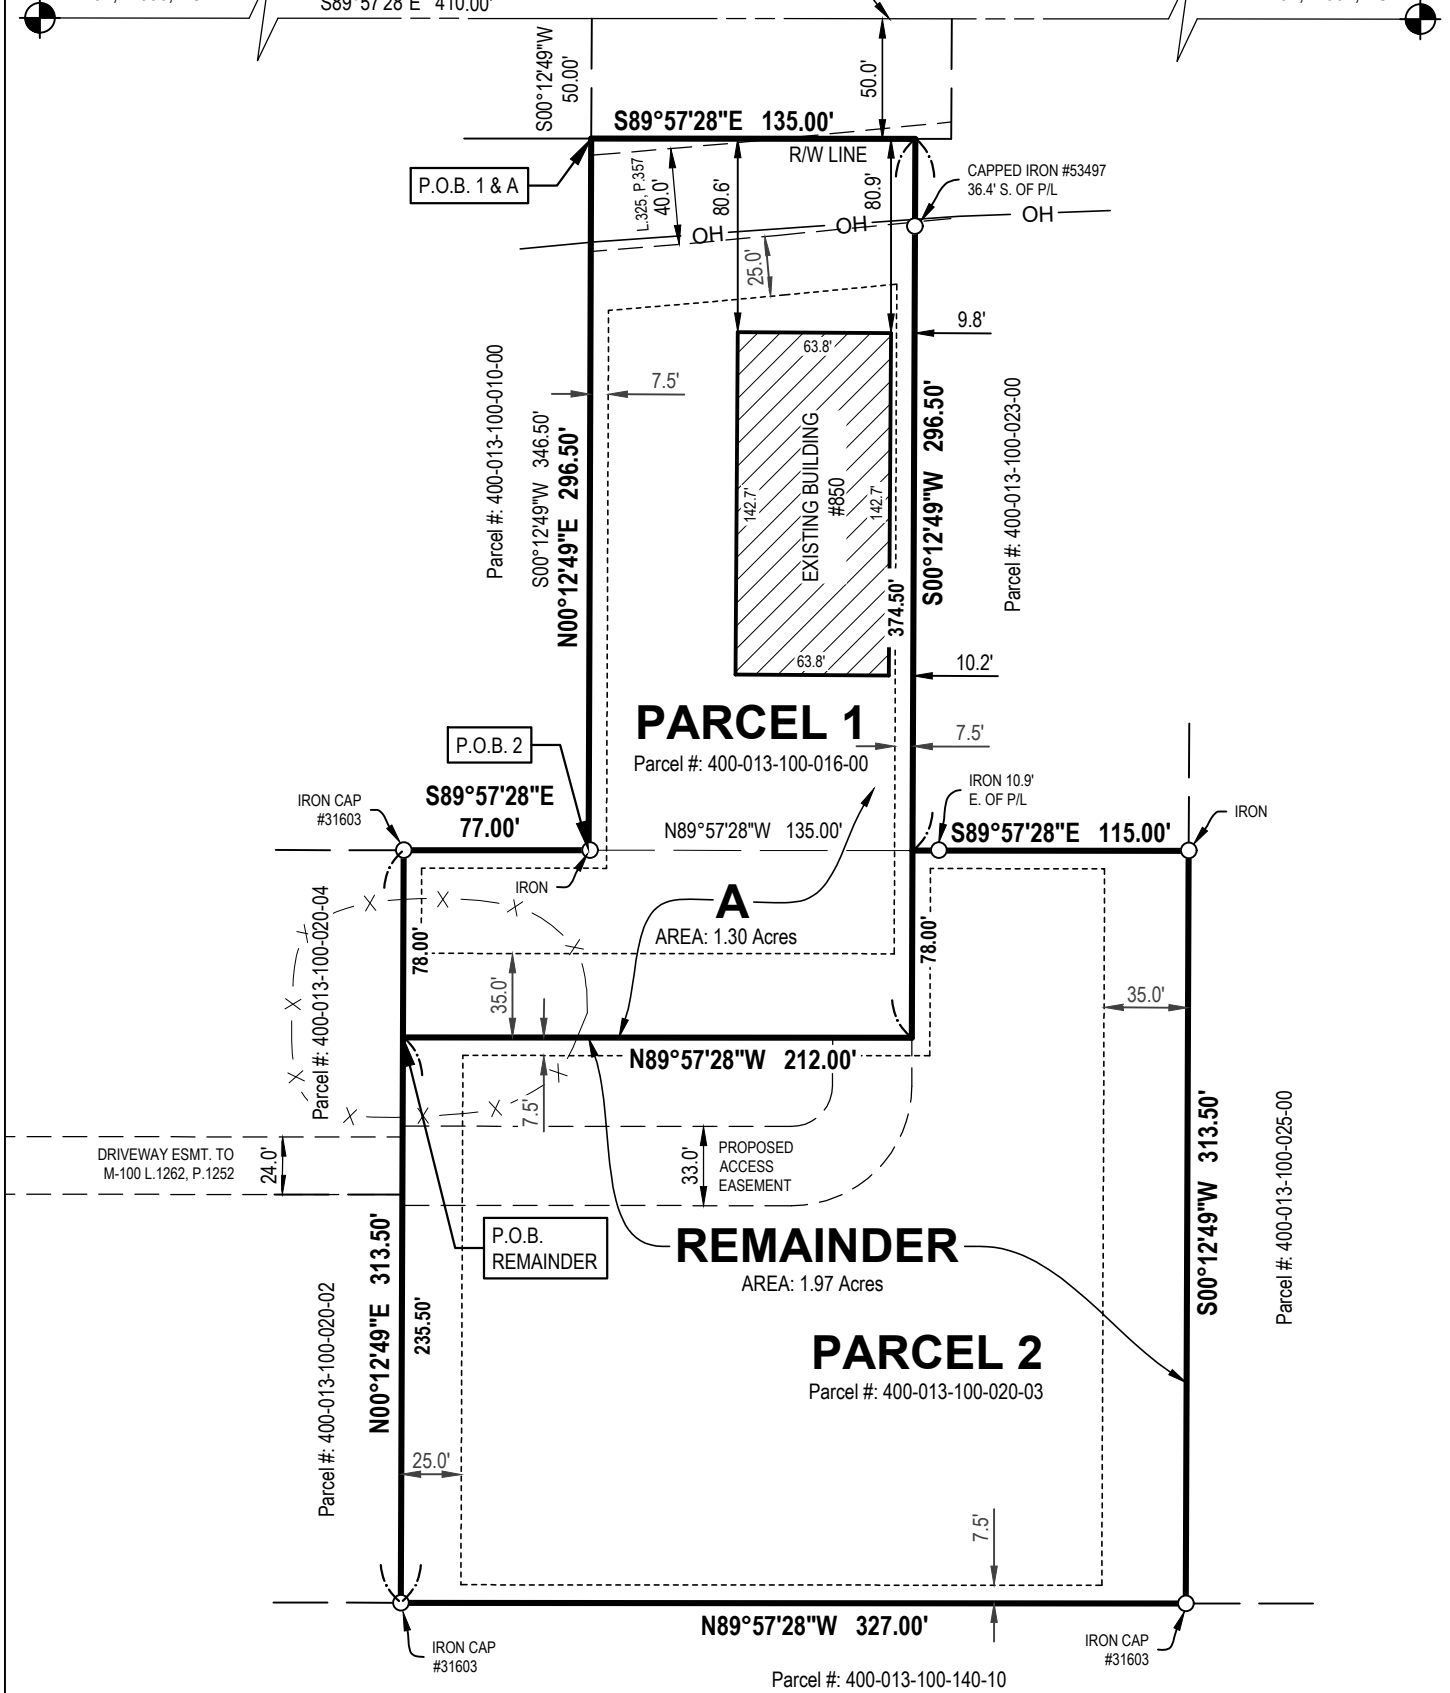 S89°57'28"E 410.00'
S00°12'49"W
50.00'
50.0'
S89°57'28"E 135.00'
R/W LINE
P.O.B. 1 & A
L.325, P.357
40.0'
80.6'
80.9'
CAPPED IRON #53497
36.4' S. OF P/L
OH
OH
OH
25.0'
9.8'
63.8'
7.5'
Parcel #: 400-013-100-010-00
S00°12'49"W 346.50'
N00°12'49"E 296.50'
142.7'
EXISTING BUILDING
#850
142.7'
374.50'
S00°12'49"W 296.50'
Parcel #: 400-013-100-023-00
63.8'
10.2'
PARCEL 1
Parcel #: 400-013-100-016-00
7.5'
P.O.B. 2
S89°57'28"E
77.00'
IRON CAP
#31603
IRON 10.9'
E. OF P/L
N89°57'28"W 135.00'
S89°57'28"E 115.00'
IRON
IRON
A
AREA: 1.30 Acres
Parcel #: 400-013-100-020-04
78.00'
78.00'
35.0'
35.0'
X
X
X
X
X
X
X
X
X
X
X
N89°57'28"W 212.00'
7.5'
DRIVEWAY ESMT. TO
M-100 L.1262, P.1252
24.0'
33.0'
PROPOSED
ACCESS
EASEMENT
S00°12'49"W 313.50'
Parcel #: 400-013-100-025-00
P.O.B.
REMAINDER
REMAINDER
AREA: 1.97 Acres
Parcel #: 400-013-100-020-02
N00°12'49"E 313.50'
235.50'
PARCEL 2
Parcel #: 400-013-100-020-03
25.0'
7.5'
N89°57'28"W 327.00'
IRON CAP
#31603
IRON CAP
#31603
Parcel #: 400-013-100-140-10